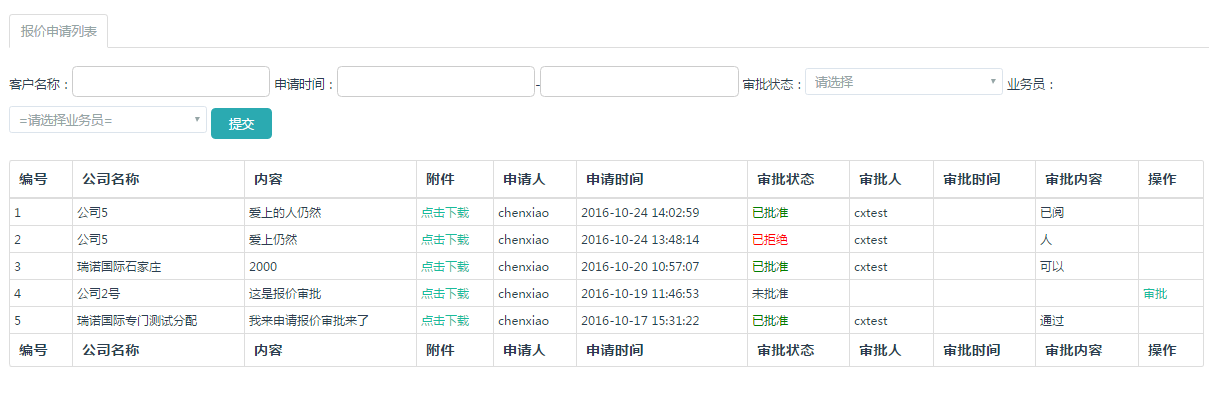 报价申请列表
客户名称： 申请时间： - 审批状态： 请选择 业务员：
=请选择业务员= 提交
编号 公司名称 内容 附件 申请人 申请时间 审批状态 审批人 审批时间 审批内容 操作
1 公司5 爱上的人仍然 点击下载 chenxiao 2016-10-24 14:02:59 已批准 cxtest 已阅
2 公司5 爱上仍然 点击下载 chenxiao 2016-10-24 13:48:14 已拒绝 cxtest 人
3 瑞诺国际石家庄 2000 点击下载 chenxiao 2016-10-20 10:57:07 已批准 cxtest 可以
4 公司2号 这是报价审批 点击下载 chenxiao 2016-10-19 11:46:53 未批准 审批
5 瑞诺国际专门测试分配 我来申请报价审批来了 点击下载 chenxiao 2016-10-17 15:31:22 已批准 cxtest 通过
编号 公司名称 内容 附件 申请人 申请时间 审批状态 审批人 审批时间 审批内容 操作